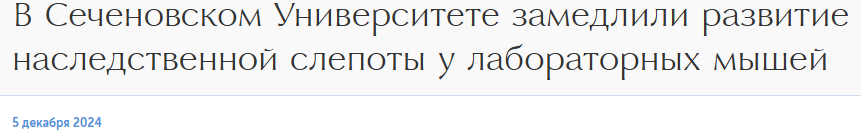 В Сеченовском Университете замедлили развитие
наследственной слепоты у лабораторных мышей
5 декабря 2024